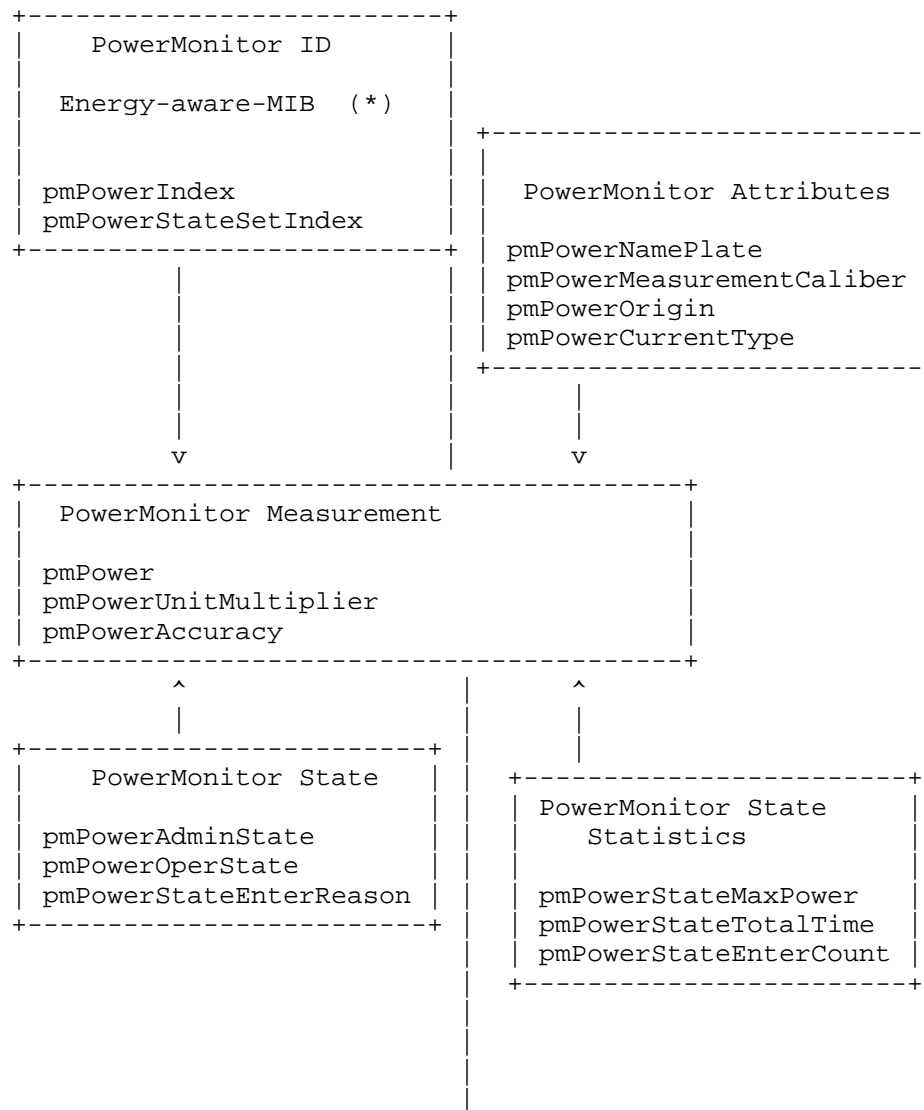 PowerMonitor ID
Energy-aware-MIB (*)
pmPowerIndex
pmPowerStateSetIndex
PowerMonitor Attributes
pmPowerNamePlate
pmPowerMeasurementCaliber
pmPowerOrigin
pmPowerCurrentType
PowerMonitor Measurement
pmPower
pmPowerUnitMultiplier
pmPowerAccuracy
PowerMonitor State
pmPowerAdminState
pmPowerOperState
pmPowerStateEnterReason
PowerMonitor State
Statistics
pmPowerStateMaxPower
pmPowerStateTotalTime
pmPowerStateEnterCount